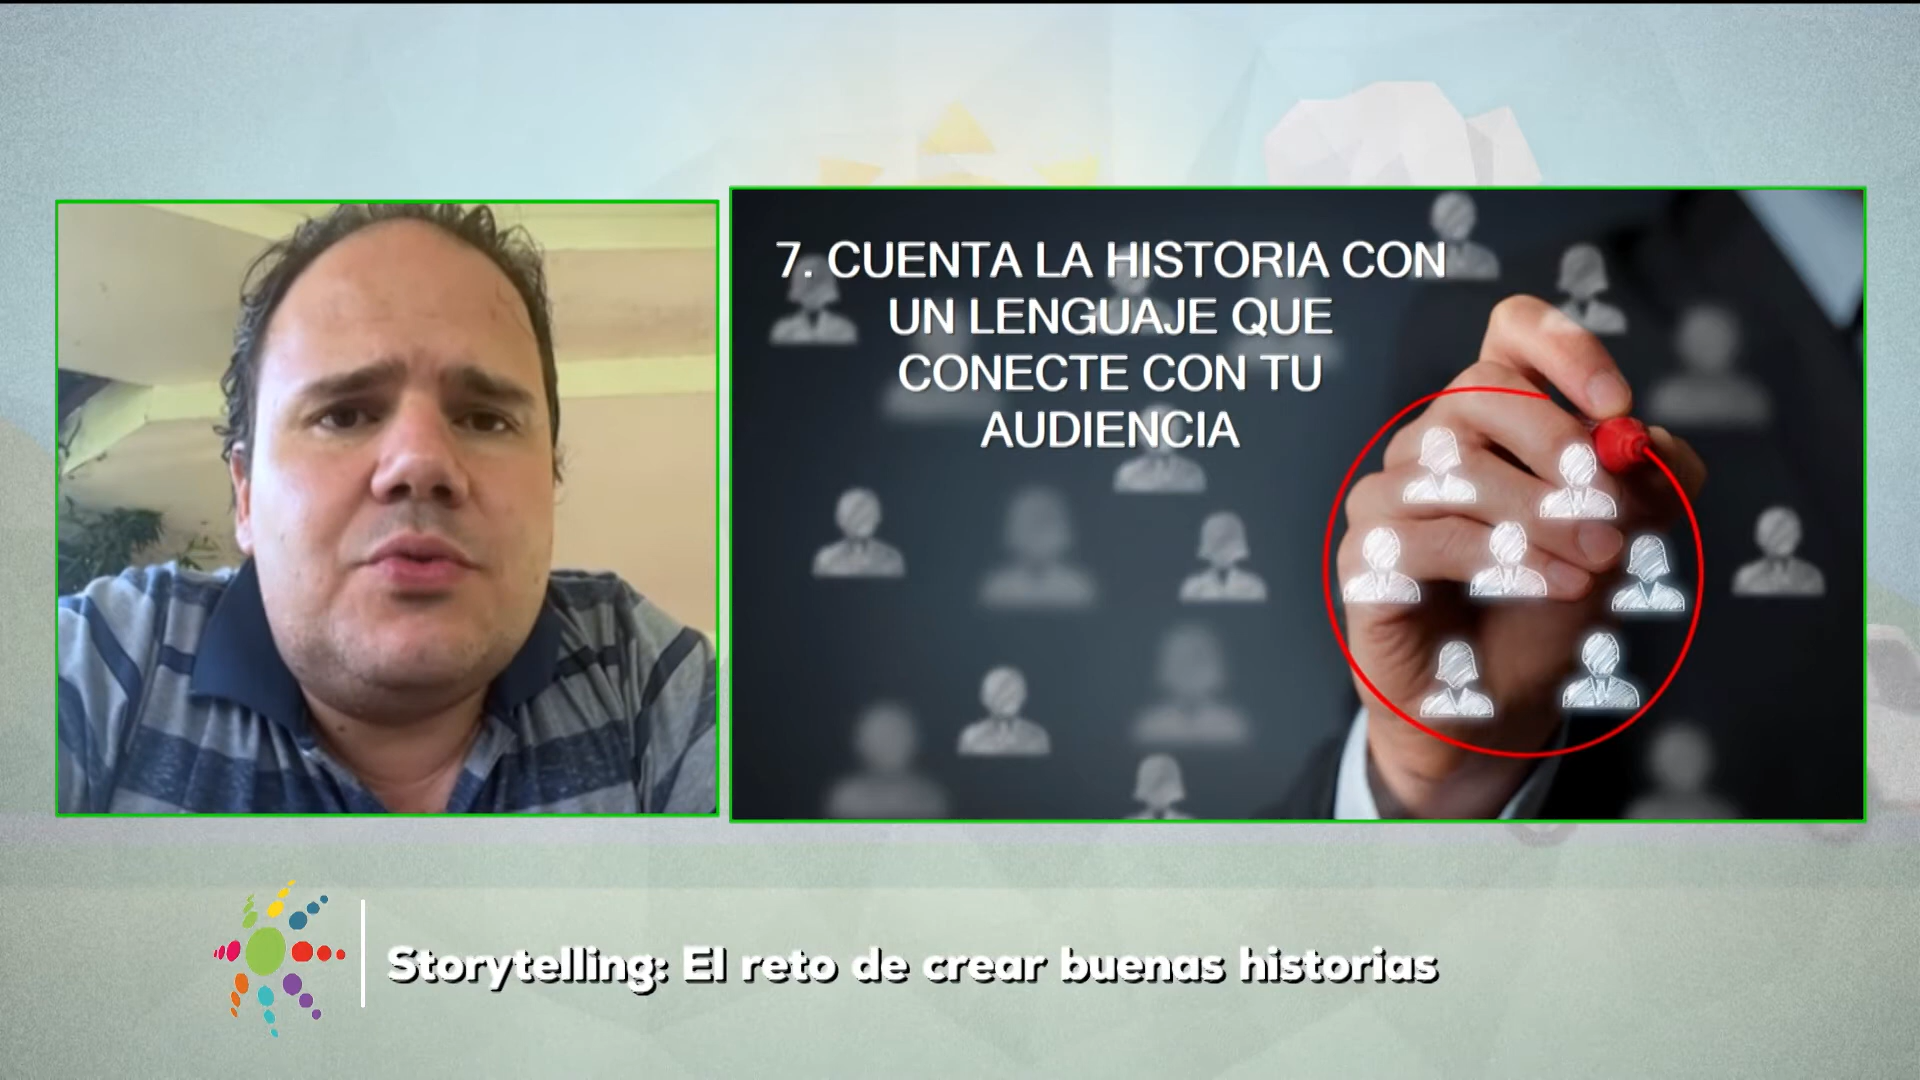 7. CUENTA LA HISTORIA CON
UN LENGUAJE QUE
CONECTE CON TU
AUDIENCIA
Storytelling: El reto de crear buenas historias